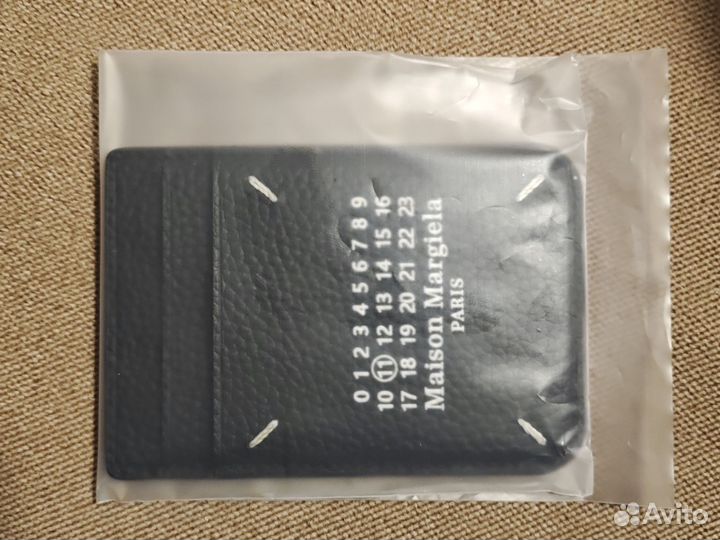 0 1 2 3 4 5 6 7 8 9
10 11 12 13 14 15 16
17 18 19 20 21 22 23
Maison Margiela
PARIS
Avito